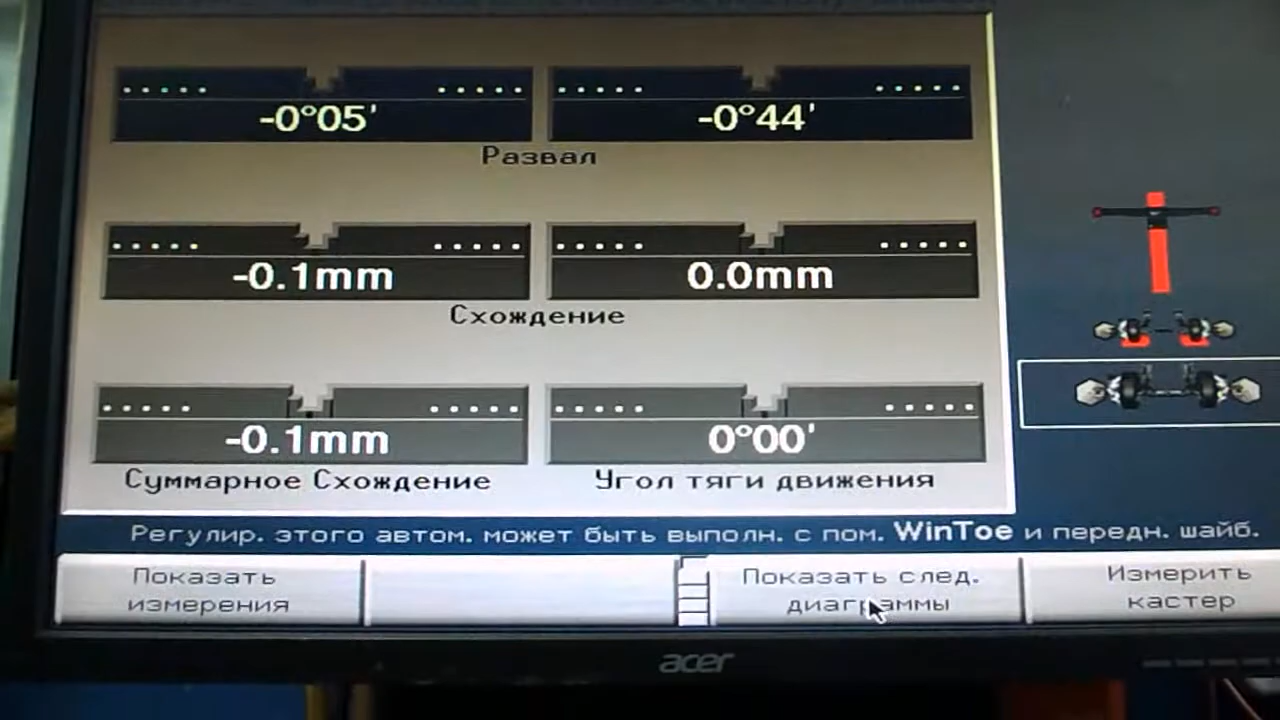 -0°05' -0°44'
Развал
-0.1mm 0.0mm
Схождение
-0.1mm 0°00'
Суммарное Схождение Угол тяги движения
Регулир. этого автом. может быть выполн. с пом. WinToe и передн. шайб.
Показать измерения
Показать след. диаграммы
Измерить кастер
acer